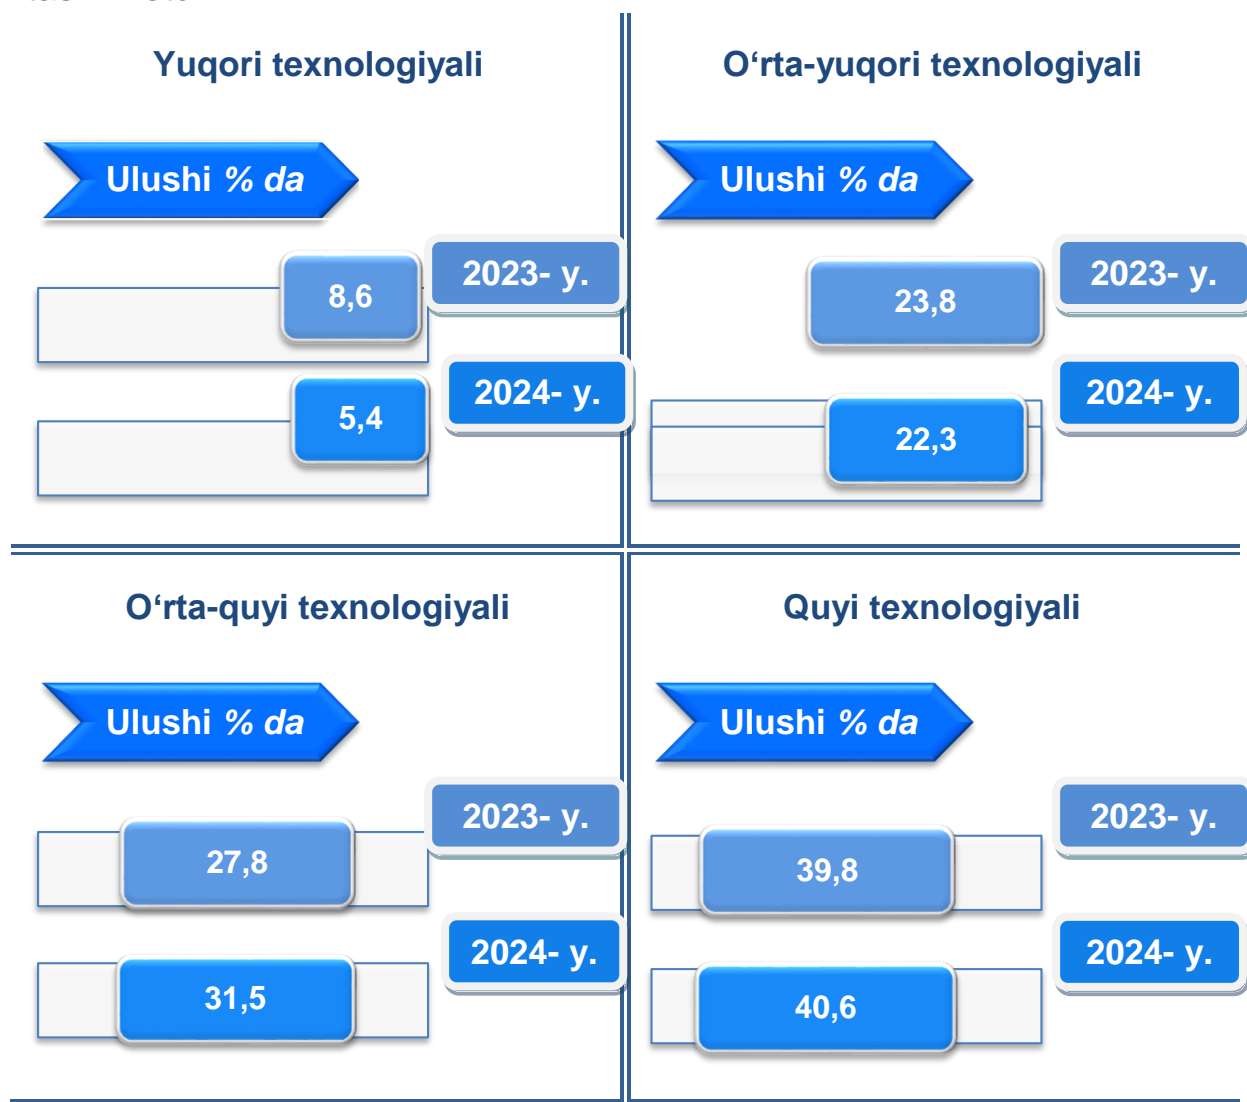 Yuqori texnologiyali
Ulushi % da
8,6
2023- y.
5,4
2024- y.
O‘rta-yuqori texnologiyali
Ulushi % da
23,8
2023- y.
22,3
2024- y.
O‘rta-quyi texnologiyali
Ulushi % da
27,8
2023- y.
31,5
2024- y.
Quyi texnologiyali
Ulushi % da
39,8
2023- y.
40,6
2024- y.